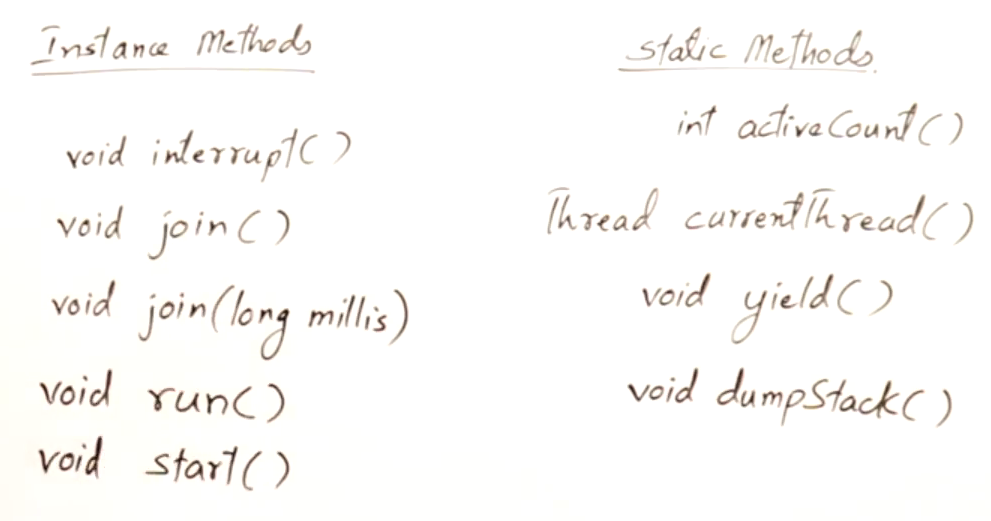 Instance Methods
void interrupt()
void join()
void join(long millis)
void run()
void start()
Static Methods.
int activeCount()
Thread currentThread()
void yield()
void dumpStack()